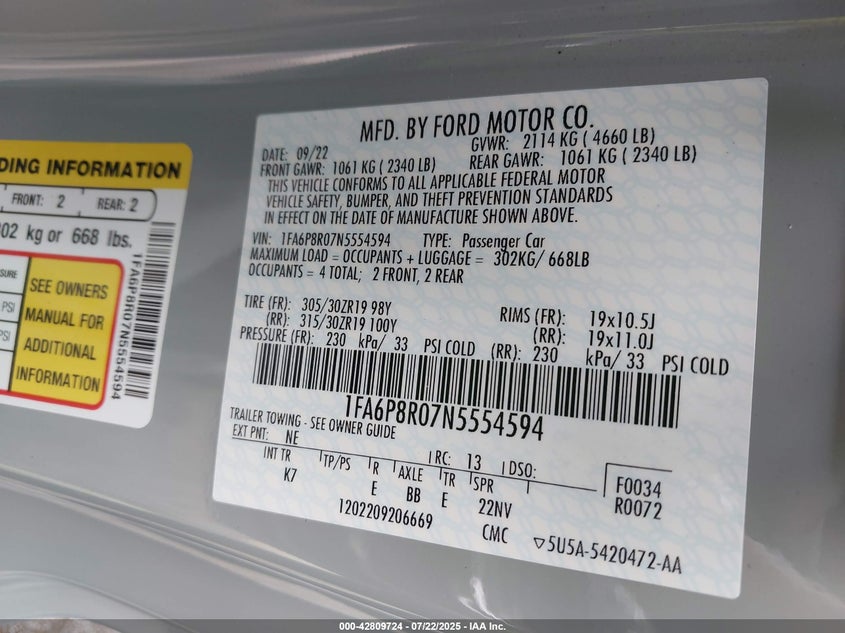 DING INFORMATION
FRONT: 2 REAR: 2
02 kg or 668 lbs.
SURE
PSI
PSI
SEE OWNERS
MANUAL FOR
ADDITIONAL
INFORMATION
1FA6P8R07N5554594
MFD. BY FORD MOTOR CO.
DATE: 09/22 GVWR: 2114 KG ( 4660 LB)
FRONT GAWR: 1061 KG ( 2340 LB) REAR GAWR: 1061 KG ( 2340 LB)
THIS VEHICLE CONFORMS TO ALL APPLICABLE FEDERAL MOTOR
VEHICLE SAFETY, BUMPER, AND THEFT PREVENTION STANDARDS
IN EFFECT ON THE DATE OF MANUFACTURE SHOWN ABOVE.
VIN: 1FA6P8R07N5554594 TYPE: Passenger Car
MAXIMUM LOAD = OCCUPANTS + LUGGAGE = 302KG/ 668LB
OCCUPANTS = 4 TOTAL; 2 FRONT, 2 REAR
TIRE (FR): 305/30ZR19 98Y RIMS (FR): 19x10.5J
(RR): 315/30ZR19 100Y (RR): 19x11.0J
PRESSURE (FR): 230 kPa/ 33 PSI COLD (RR): 230 kPa/ 33 PSI COLD
1FA6P8R07N5554594
TRAILER TOWING - SEE OWNER GUIDE
EXT PNT: NE RC: 13 DSO:
INT TR TP/PS R AXLE TR SPR F0034
K7 E BB E 22NV R0072
1202209206669 CMC ▽5U5A-5420472-AA
000-42809724 - 07/22/2025 - IAA Inc.